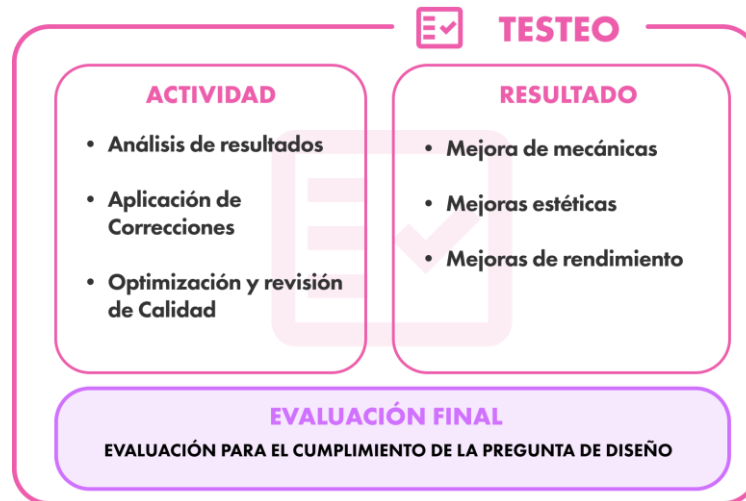 TESTEO
ACTIVIDAD
• Análisis de resultados
• Aplicación de
Correcciones
• Optimización y revisión
de Calidad
RESULTADO
• Mejora de mecánicas
• Mejoras estéticas
• Mejoras de rendimiento
EVALUACIÓN FINAL
EVALUACIÓN PARA EL CUMPLIMIENTO DE LA PREGUNTA DE DISEÑO